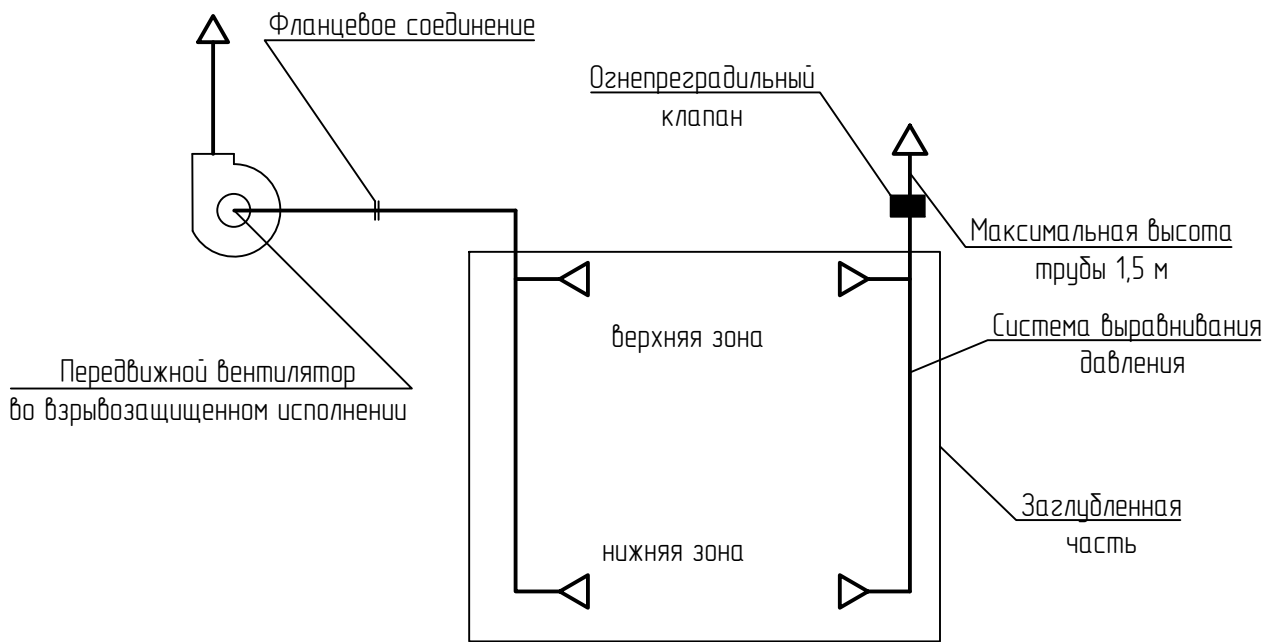 Фланцевое соединение
Огнепреградильный
клапан
Максимальная высота
трубы 1,5 м
верхняя зона
Система выравнивания
давления
Передвижной вентилятор
во взрывозащищенном исполнении
Заглубленная
часть
нижняя зона